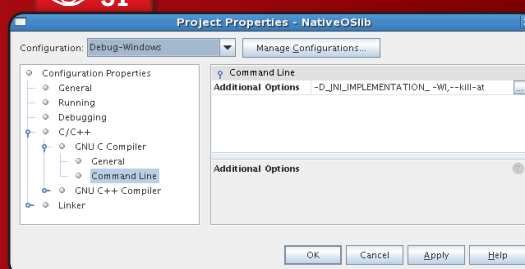 51
Project Properties - NativeOSlib
Configuration: Debug-Windows Manage Configurations...
Configuration Properties
General
Running
Debugging
C/C++
GNU C Compiler
General
Command Line
GNU C++ Compiler
Linker
Command Line
Additional Options -D_JNI_IMPLEMENTATION_ -Wl,--kill-at ...
Additional Options
OK Cancel Apply Help